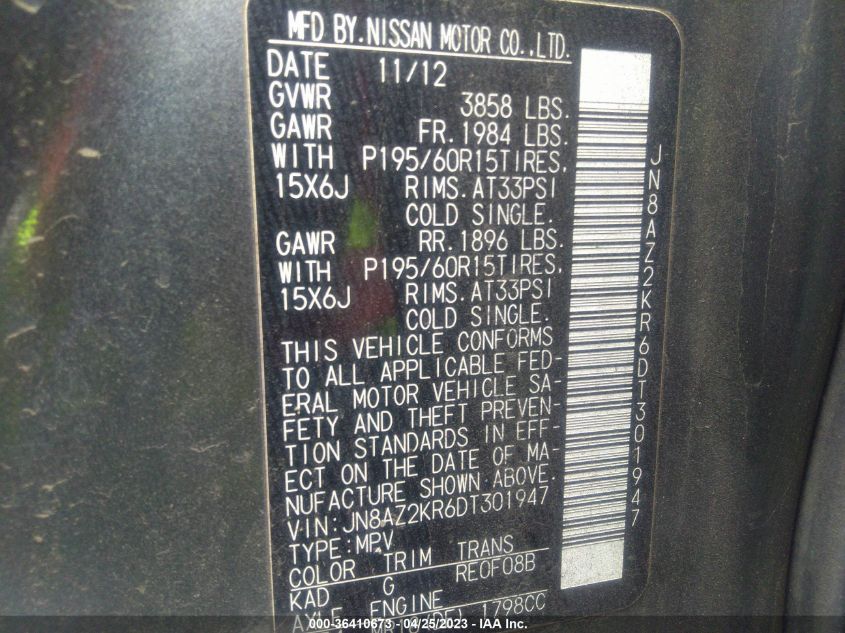 MFD BY. NISSAN MOTOR CO., LTD.
DATE 11/12
GVWR 3858 LBS.
GAWR FR. 1984 LBS.
WITH P195/60R15TIRES,
15X6J RIMS. AT33PSI
COLD SINGLE.
GAWR RR. 1896 LBS.
WITH P195/60R15TIRES,
15X6J RIMS. AT33PSI
COLD SINGLE.
THIS VEHICLE CONFORMS
TO ALL APPLICABLE FED-
ERAL MOTOR VEHICLE SA-
FETY AND THEFT PREVEN-
TION STANDARDS IN EFF-
ECT ON THE DATE OF MA-
NUFACTURE SHOWN ABOVE.
VIN:JN8AZ2KR6DT301947
TYPE:MPV
COLOR TRIM TRANS
KAD G RE0F08B
AXLE ENGINE
1798CC
JN8AZ2KR6DT301947
000-36410673 - 04/25/2023 - IAA Inc.